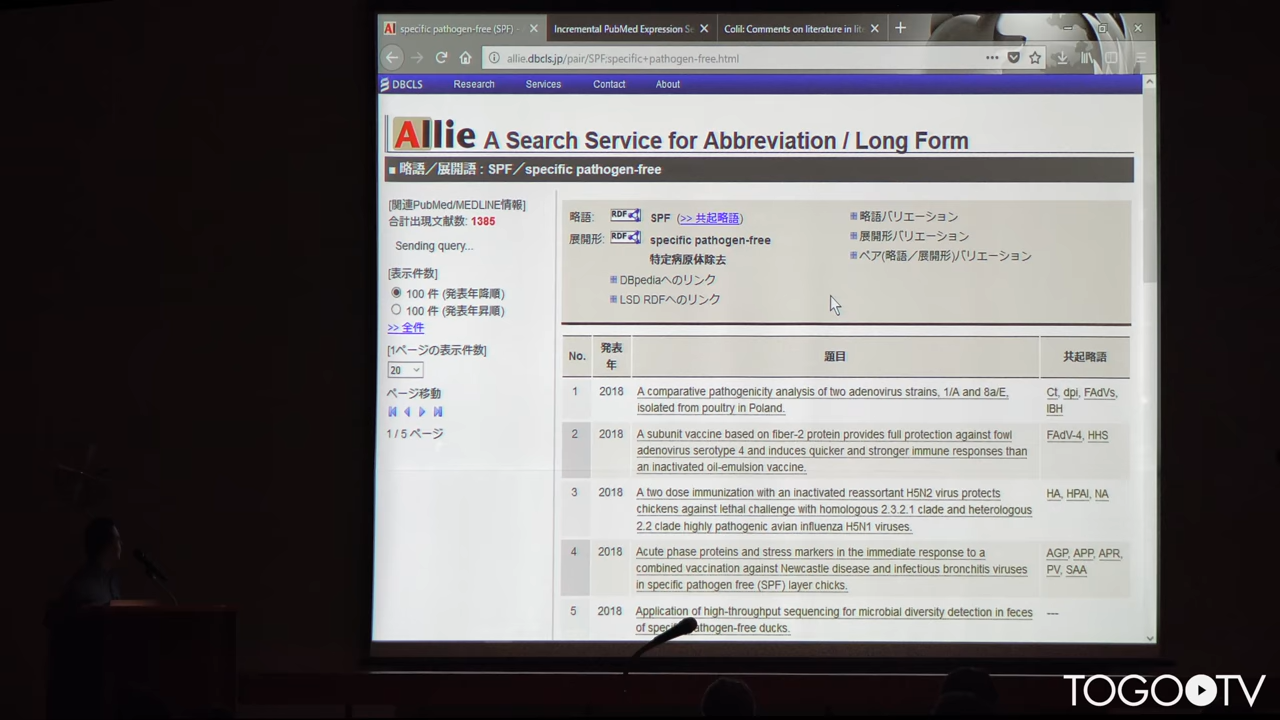 specific pathogen-free (SPF) -
Incremental PubMed Expression Se
Colil: Comments on literature in lite
allie.dbcls.jp/pair/SPF;specific+pathogen-free.html
DBCLS Research Services Contact About
Allie A Search Service for Abbreviation / Long Form
■ 略語／展開語 : SPF／specific pathogen-free
[関連PubMed/MEDLINE情報]
合計出現文献数: 1385
Sending query...
[表示件数]
100 件 (発表年降順)
100 件 (発表年昇順)
>> 全件
[1ページの表示件数]
20
ページ移動
1 / 5 ページ
略語: RDF SPF (>> 共起略語)
展開形: RDF specific pathogen-free
特定病原体除去
DBpediaへのリンク
LSD RDFへのリンク
略語バリエーション
展開形バリエーション
ペア(略語／展開形)バリエーション
No. 発表年 題目 共起略語
1 2018 A comparative pathogenicity analysis of two adenovirus strains, 1/A and 8a/E, Ct, dpi, FAdVs,
isolated from poultry in Poland. IBH
2 2018 A subunit vaccine based on fiber-2 protein provides full protection against fowl FAdV-4, HHS
adenovirus serotype 4 and induces quicker and stronger immune responses than
an inactivated oil-emulsion vaccine.
3 2018 A two dose immunization with an inactivated reassortant H5N2 virus protects HA, HPAI, NA
chickens against lethal challenge with homologous 2.3.2.1 clade and heterologous
2.2 clade highly pathogenic avian influenza H5N1 viruses.
4 2018 Acute phase proteins and stress markers in the immediate response to a AGP, APP, APR,
combined vaccination against Newcastle disease and infectious bronchitis viruses PV, SAA
in specific pathogen free (SPF) layer chicks.
5 2018 Application of high-throughput sequencing for microbial diversity detection in feces ---
of specific pathogen-free ducks.
TOGO TV